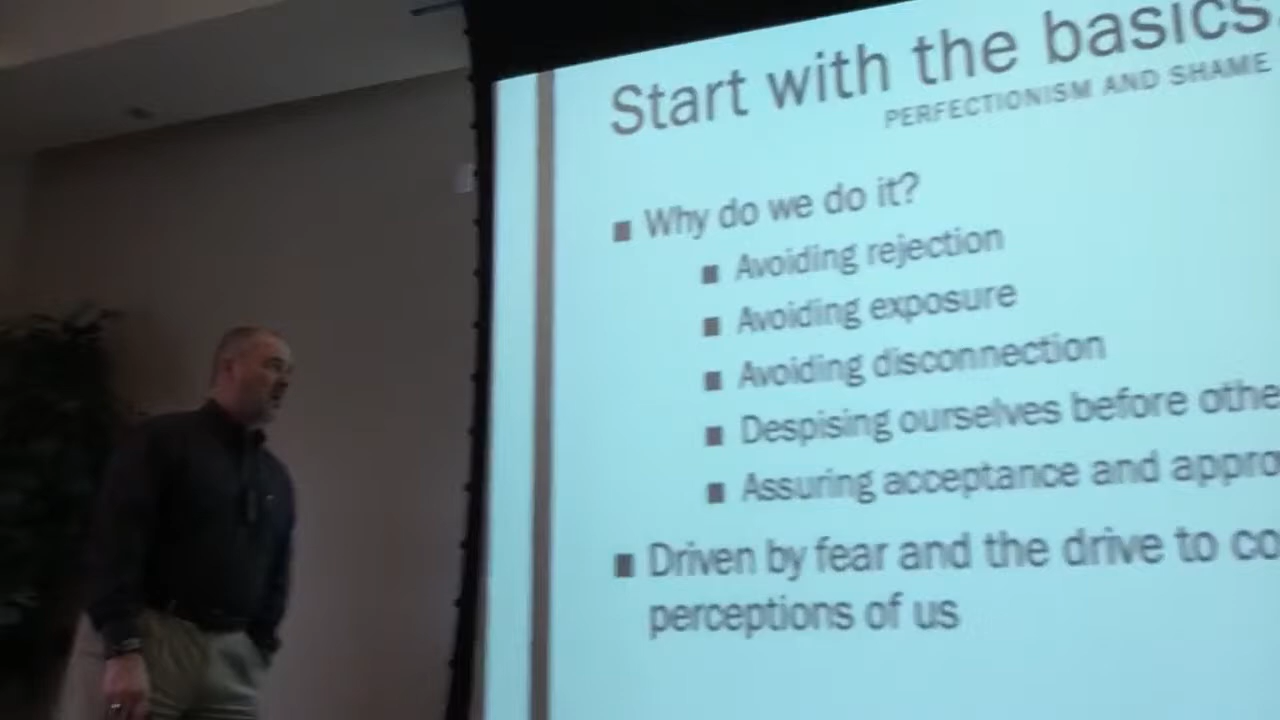 Start with the basics
PERFECTIONISM AND SHAME
Why do we do it?
Avoiding rejection
Avoiding exposure
Avoiding disconnection
Despising ourselves before
Assuring acceptance and
Driven by fear and the drive to
perceptions of us